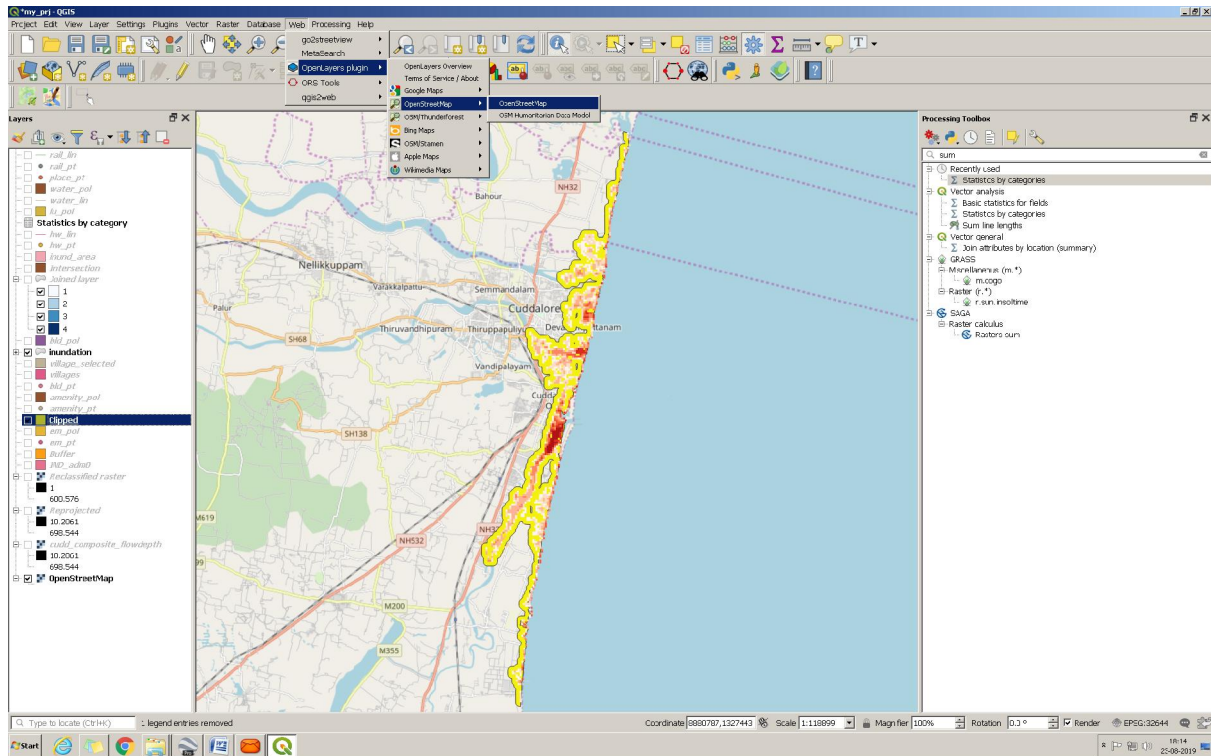 *my_prj - QGIS
Project Edit View Layer Settings Plugins Vector Raster Database Web Processing Help
go2streetview
MetaSearch
OpenLayers plugin
ORS Tools
qgis2web
OpenLayers Overview
Terms of Service / About
Google Maps
OpenStreetMap
OSM/Thunderforest
Bing Maps
OSM/Stamen
Apple Maps
Wikimedia Maps
OpenStreetMap
OSM Humanitarian Data Model
Layers
rail_lin
rail_pt
place_pt
water_pol
water_lin
lu_pol
Statistics by category
hw_lin
hw_pt
inund_area
intersection
Joined layer
1
2
3
4
bld_pol
inundation
village_selected
villages
bld_pt
amenity_pol
amenity_pt
Clipped
em_pol
em_pt
Buffer
IND_adm0
Reclassified raster
1
600.576
Reprojected
10.2061
698.544
cudd_composite_flowdepth
10.2061
698.544
OpenStreetMap
NH32
Bahour
Nellikkuppam
Varakkalpattu
Semmandalam
Palur
Cuddalore
Thiruvandhipuram
Thiruppapuliyu
Deva
ttanam
SH68
Vandipalayam
Cudda
O
SH138
M619
NH32
NH532
99
M200
M355
Processing Toolbox
sum
Recently used
Statistics by categories
Vector analysis
Basic statistics for fields
Statistics by categories
Sum line lengths
Vector general
Join attributes by location (summary)
GRASS
Miscellaneous (m.*)
m.cogo
Raster (r.*)
r.sun.insoltime
SAGA
Raster calculus
Rasters sum
Type to locate (Ctrl+K)
legend entries removed
Coordinate 8880787,1327443 Scale 1:118899 Magnifier 100% Rotation 0.0 ° Render EPSG:32644
Start
18:14
23-08-2019